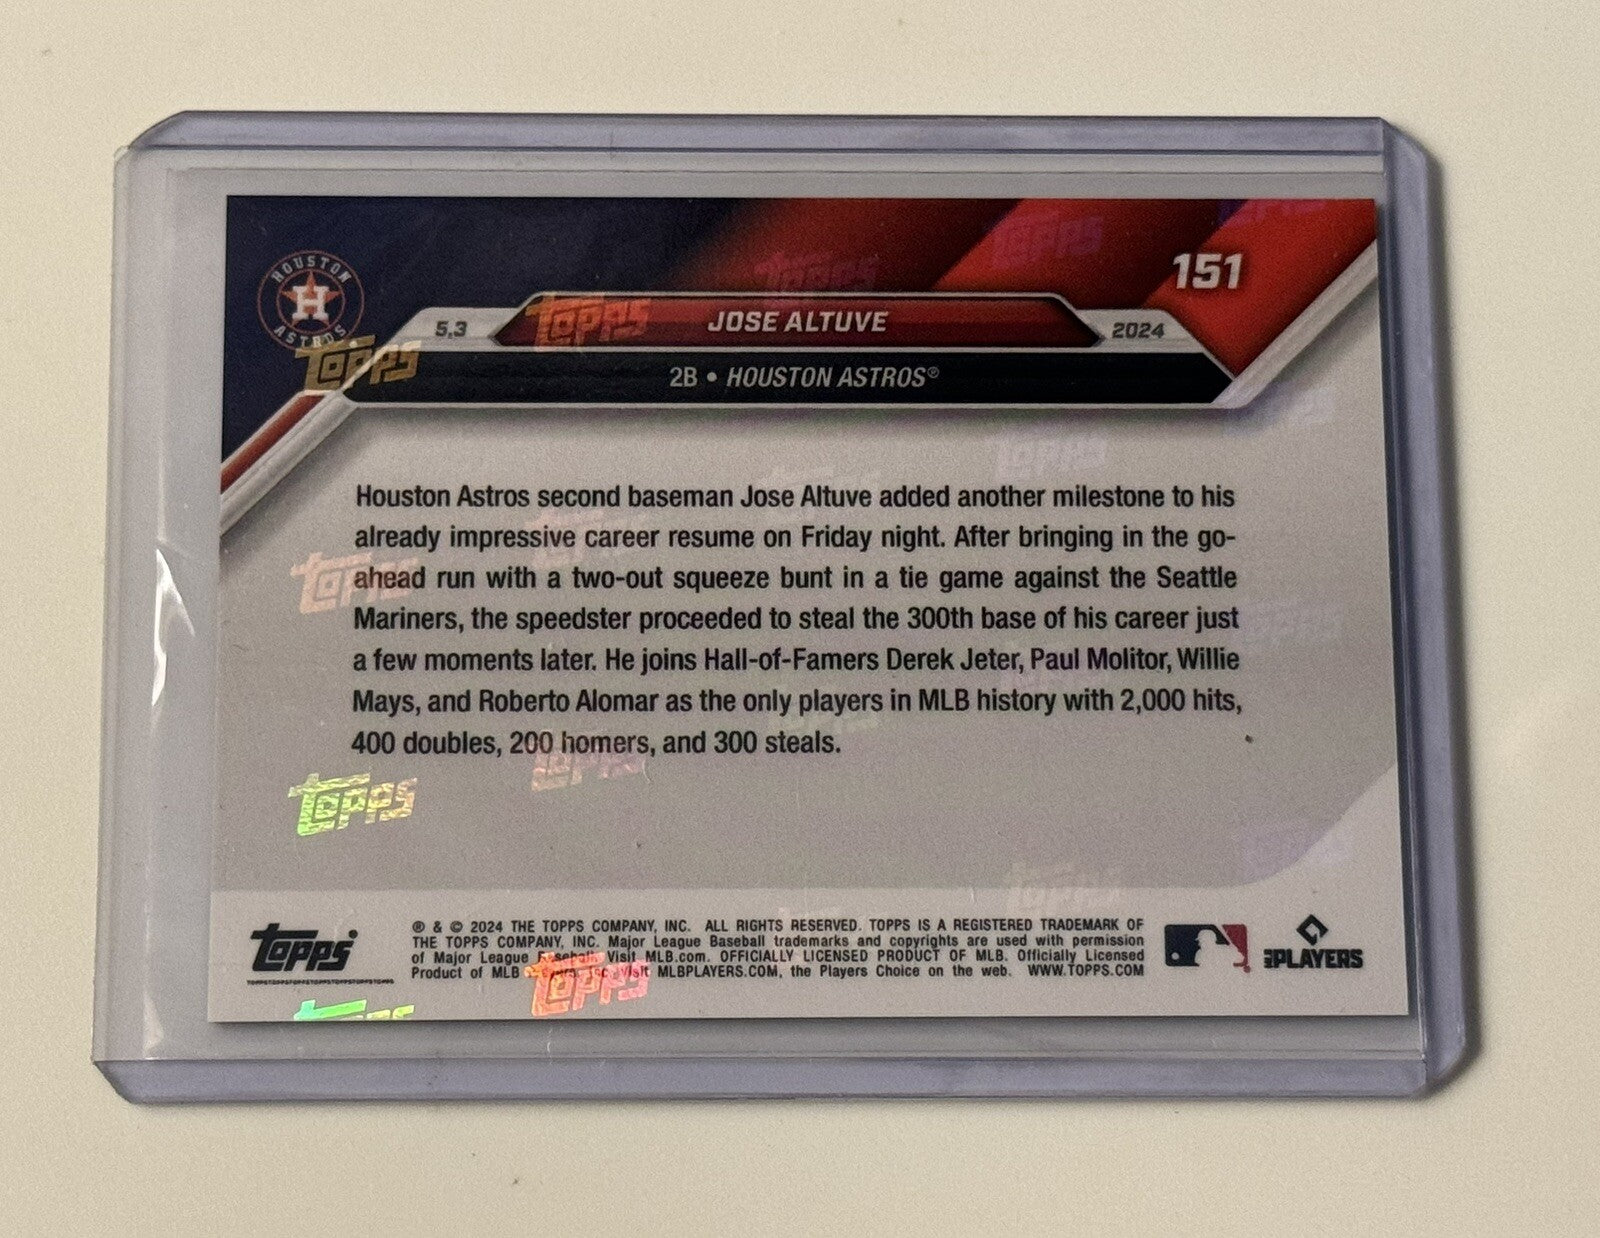 HOUSTON
H
ASTROS
151
5.3
JOSE ALTUVE
2024
2B • HOUSTON ASTROS®
Topps
Topps
Topps
Topps
Houston Astros second baseman Jose Altuve added another milestone to his
already impressive career resume on Friday night. After bringing in the go-
ahead run with a two-out squeeze bunt in a tie game against the Seattle
Mariners, the speedster proceeded to steal the 300th base of his career just
a few moments later. He joins Hall-of-Famers Derek Jeter, Paul Molitor, Willie
Mays, and Roberto Alomar as the only players in MLB history with 2,000 hits,
400 doubles, 200 homers, and 300 steals.
Topps
Topps
Topps
Topps
® & © 2024 THE TOPPS COMPANY, INC. ALL RIGHTS RESERVED. TOPPS IS A REGISTERED TRADEMARK OF
THE TOPPS COMPANY, INC. Major League Baseball trademarks and copyrights are used with permission
of Major League Baseball. Visit MLB.com. OFFICIALLY LICENSED PRODUCT OF MLB. Officially Licensed
Product of MLB Players, Inc. Visit MLBPLAYERS.COM, the Players Choice on the web. WWW.TOPPS.COM
PLAYERS
Topps